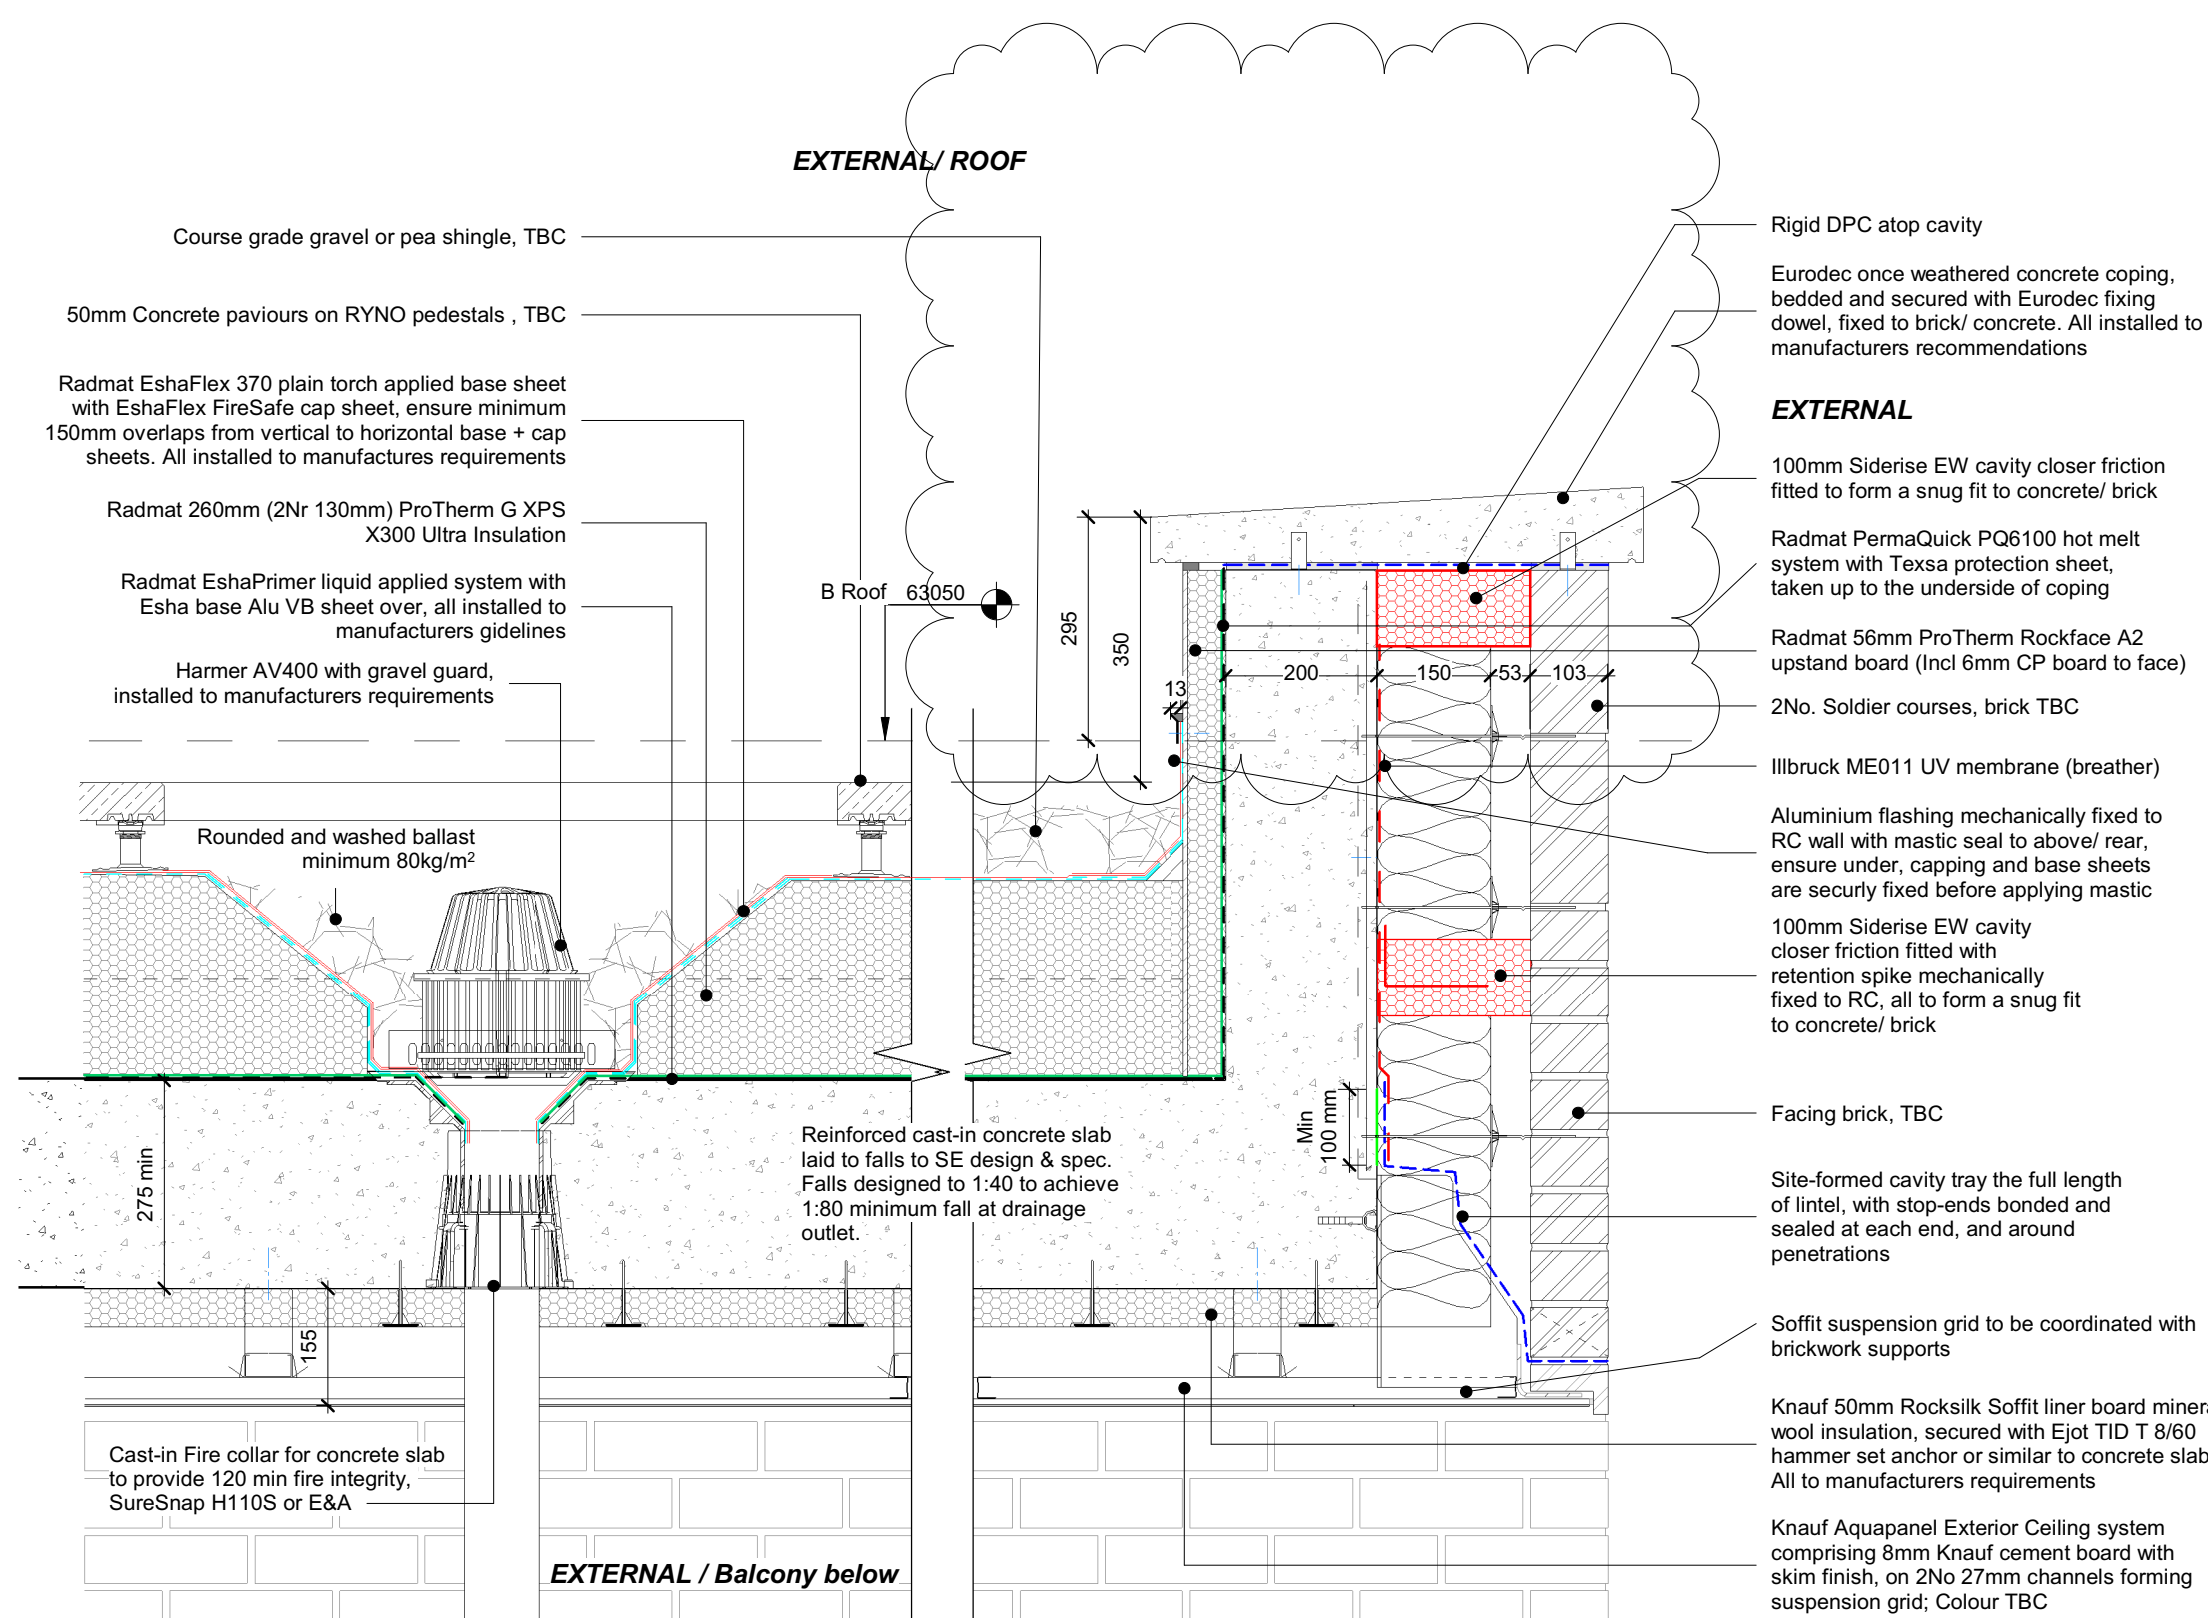 EXTERNAL/ ROOF
Course grade gravel or pea shingle, TBC
50mm Concrete paviours on RYNO pedestals , TBC
Radmat EshaFlex 370 plain torch applied base sheet
with EshaFlex FireSafe cap sheet, ensure minimum
150mm overlaps from vertical to horizontal base + cap
sheets. All installed to manufactures requirements
Radmat 260mm (2Nr 130mm) ProTherm G XPS
X300 Ultra Insulation
Radmat EshaPrimer liquid applied system with
Esha base Alu VB sheet over, all installed to
manufacturers gidelines
Harmer AV400 with gravel guard,
installed to manufacturers requirements
Rounded and washed ballast
minimum 80kg/m²
B Roof 63050
295
350
13
200
150
53
103
Min
100 mm
275 min
155
Reinforced cast-in concrete slab
laid to falls to SE design & spec.
Falls designed to 1:40 to achieve
1:80 minimum fall at drainage
outlet.
Cast-in Fire collar for concrete slab
to provide 120 min fire integrity,
SureSnap H110S or E&A
EXTERNAL / Balcony below
Rigid DPC atop cavity
Eurodec once weathered concrete coping,
bedded and secured with Eurodec fixing
dowel, fixed to brick/ concrete. All installed to
manufacturers recommendations
EXTERNAL
100mm Siderise EW cavity closer friction
fitted to form a snug fit to concrete/ brick
Radmat PermaQuick PQ6100 hot melt
system with Texsa protection sheet,
taken up to the underside of coping
Radmat 56mm ProTherm Rockface A2
upstand board (Incl 6mm CP board to face)
2No. Soldier courses, brick TBC
Illbruck ME011 UV membrane (breather)
Aluminium flashing mechanically fixed to
RC wall with mastic seal to above/ rear,
ensure under, capping and base sheets
are securly fixed before applying mastic
100mm Siderise EW cavity
closer friction fitted with
retention spike mechanically
fixed to RC, all to form a snug fit
to concrete/ brick
Facing brick, TBC
Site-formed cavity tray the full length
of lintel, with stop-ends bonded and
sealed at each end, and around
penetrations
Soffit suspension grid to be coordinated with
brickwork supports
Knauf 50mm Rocksilk Soffit liner board minera
wool insulation, secured with Ejot TID T 8/60
hammer set anchor or similar to concrete slab
All to manufacturers requirements
Knauf Aquapanel Exterior Ceiling system
comprising 8mm Knauf cement board with
skim finish, on 2No 27mm channels forming
suspension grid; Colour TBC